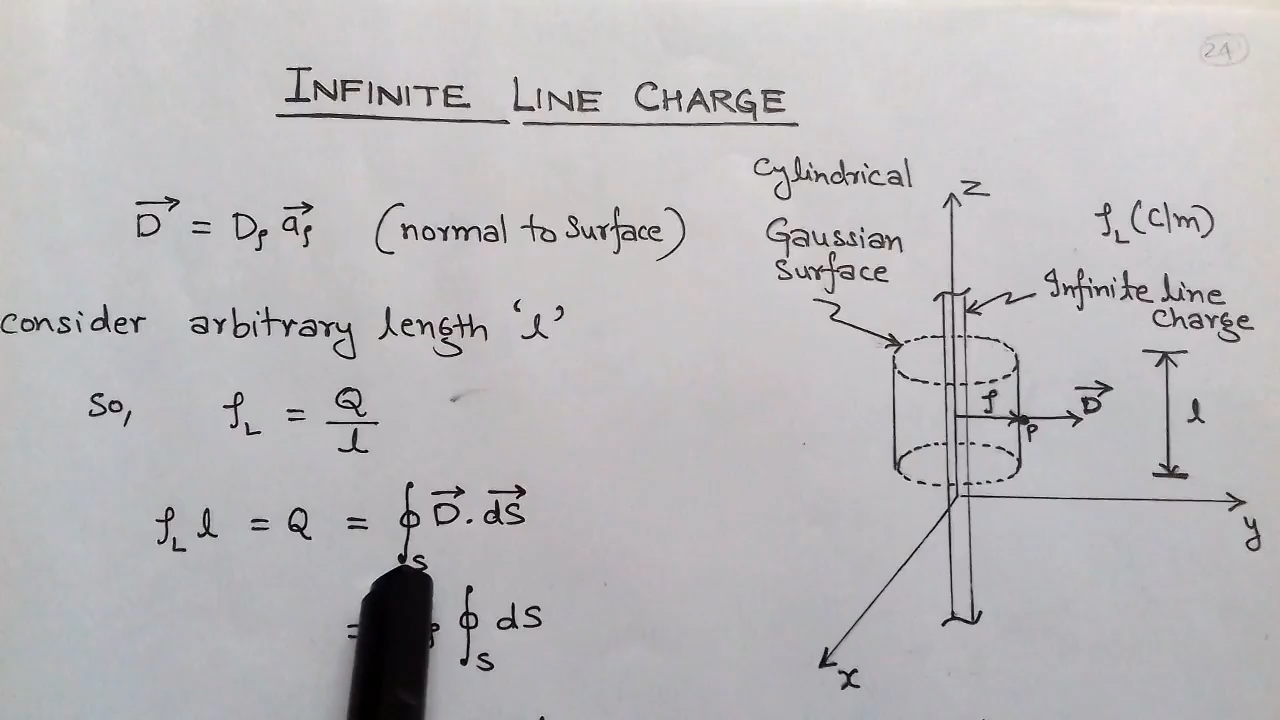 24
INFINITE LINE CHARGE
D⃗ = Dρ a⃗ρ (normal to surface)
consider arbitrary length 'l'
So, ρL = Q/l
ρL l = Q = ∮S D⃗ . dS⃗
= ρ ∮S dS
Cylindrical
Gaussian
Surface
Z
ρL (C/m)
Infinite line
charge
ρ
P
D⃗
l
y
x